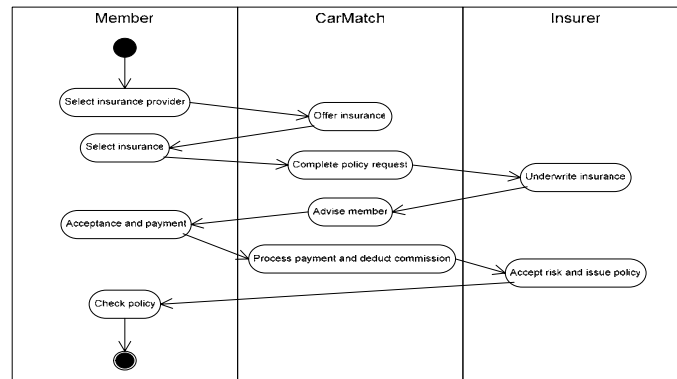 Member
CarMatch
Insurer
Select insurance provider
Offer insurance
Select insurance
Complete policy request
Underwrite insurance
Advise member
Acceptance and payment
Process payment and deduct commission
Accept risk and issue policy
Check policy